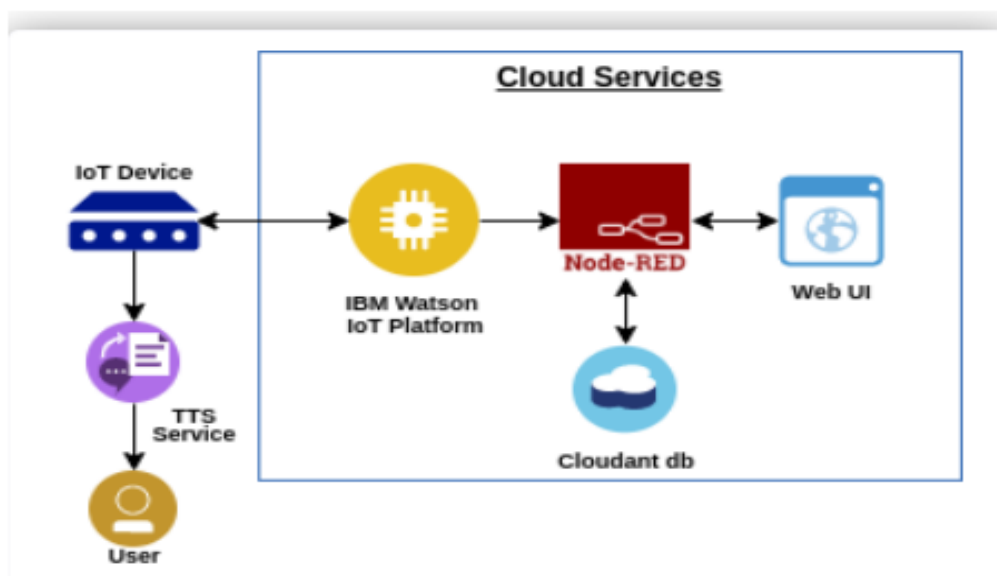 Cloud Services
IoT Device
Node-RED
IBM Watson
IoT Platform
Web UI
TTS
Service
Cloudant db
User